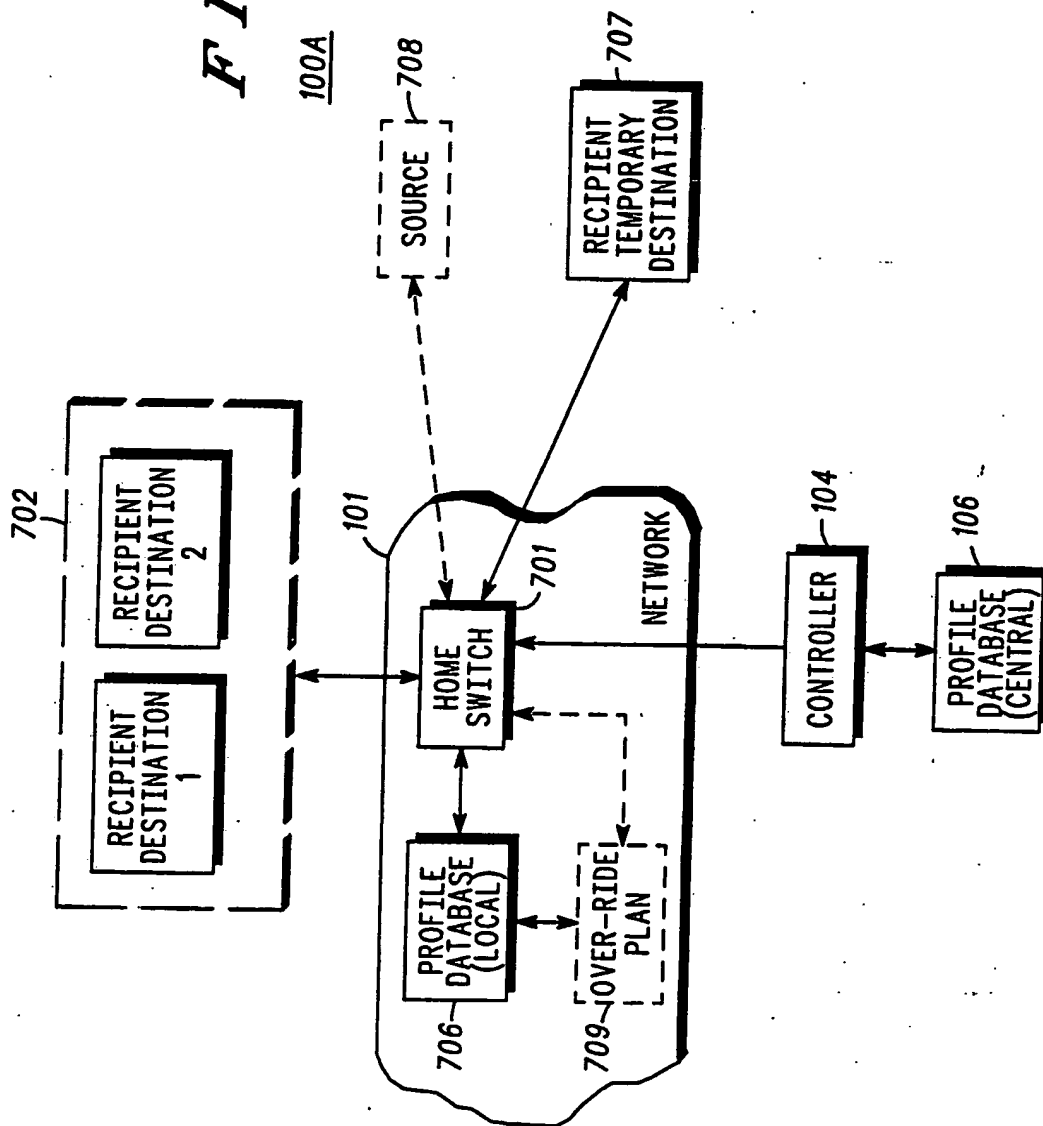 F I
100A
702
RECIPIENT
DESTINATION
1
RECIPIENT
DESTINATION
2
708
SOURCE
707
RECIPIENT
TEMPORARY
DESTINATION
101
HOME
SWITCH
701
NETWORK
PROFILE
DATABASE
(LOCAL)
706
OVER-RIDE
PLAN
709
104
CONTROLLER
106
PROFILE
DATABASE
(CENTRAL)